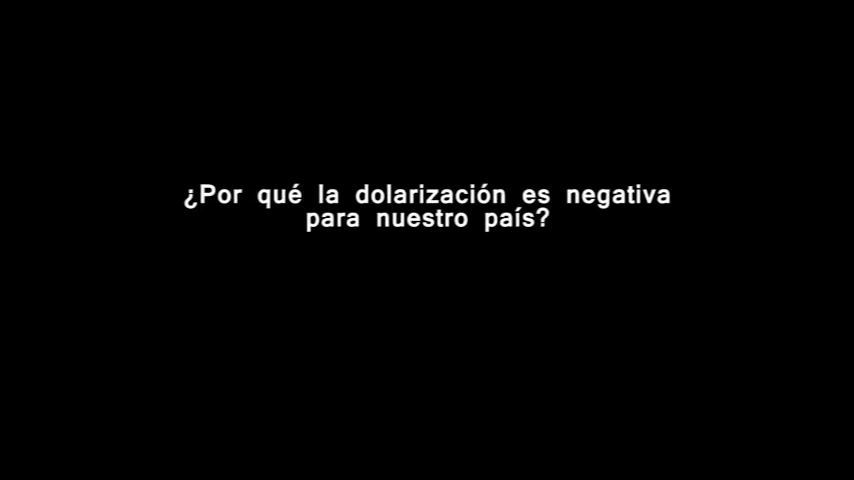 ¿Por qué la dolarización es negativa
para nuestro país?